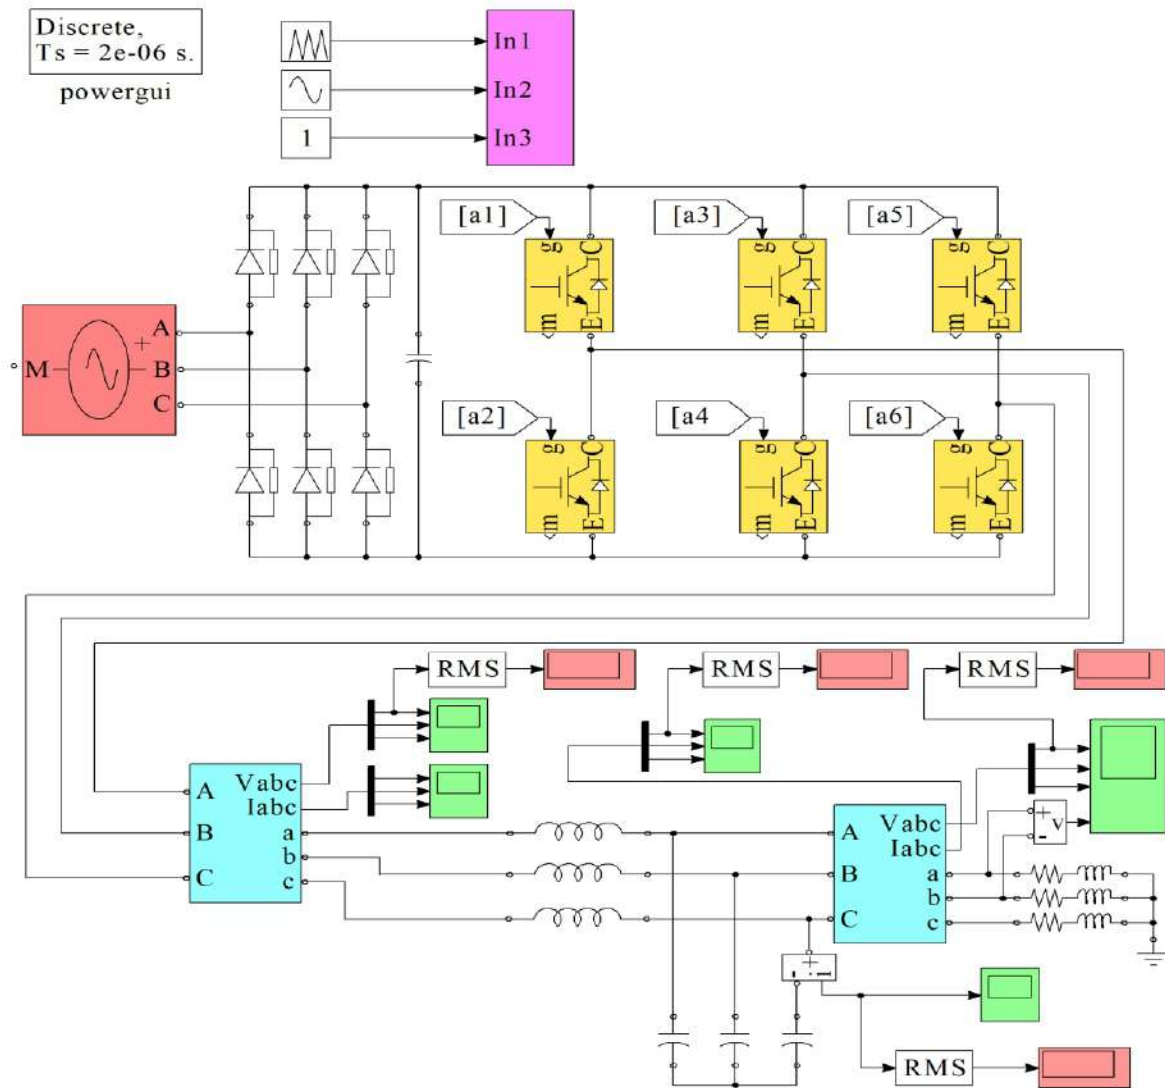 Discrete,
Ts = 2e-06 s.
powergui
In1
In2
1
In3
[a1]
[a3]
[a5]
g C
g C
g C
m E
m E
m E
A
+
M
B
C
[a2]
[a4
[a6]
g C
g C
g C
m E
m E
m E
RMS
RMS
RMS
A
Vabc
Iabc
B
a
b
C
c
A
Vabc
Iabc
B
a
b
C
c
+
v
-
-
+
i
RMS